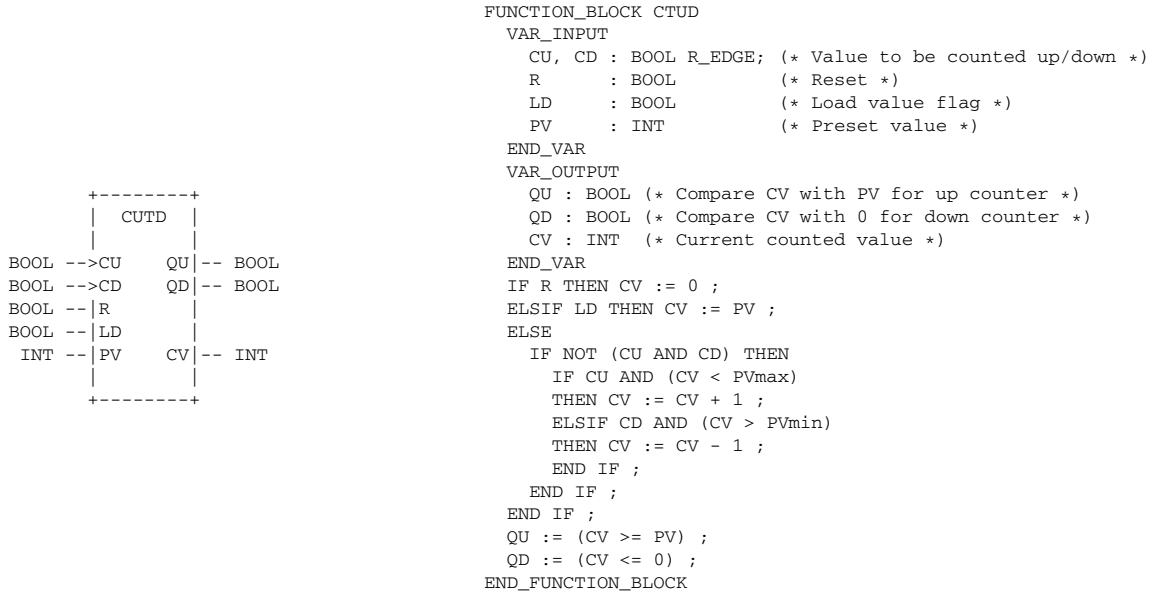 FUNCTION_BLOCK CTUD
VAR_INPUT
CU, CD : BOOL R_EDGE; (* Value to be counted up/down *)
R : BOOL (* Reset *)
LD : BOOL (* Load value flag *)
PV : INT (* Preset value *)
END_VAR
VAR_OUTPUT
QU : BOOL (* Compare CV with PV for up counter *)
QD : BOOL (* Compare CV with 0 for down counter *)
CV : INT (* Current counted value *)
END_VAR
IF R THEN CV := 0 ;
ELSIF LD THEN CV := PV ;
ELSE
IF NOT (CU AND CD) THEN
IF CU AND (CV < PVmax)
THEN CV := CV + 1 ;
ELSIF CD AND (CV > PVmin)
THEN CV := CV - 1 ;
END IF ;
END IF ;
END IF ;
QU := (CV >= PV) ;
QD := (CV <= 0) ;
END_FUNCTION_BLOCK
+--------+
| CUTD |
| |
BOOL -->CU QU|-- BOOL
BOOL -->CD QD|-- BOOL
BOOL --|R |
BOOL --|LD |
INT --|PV CV|-- INT
| |
+--------+